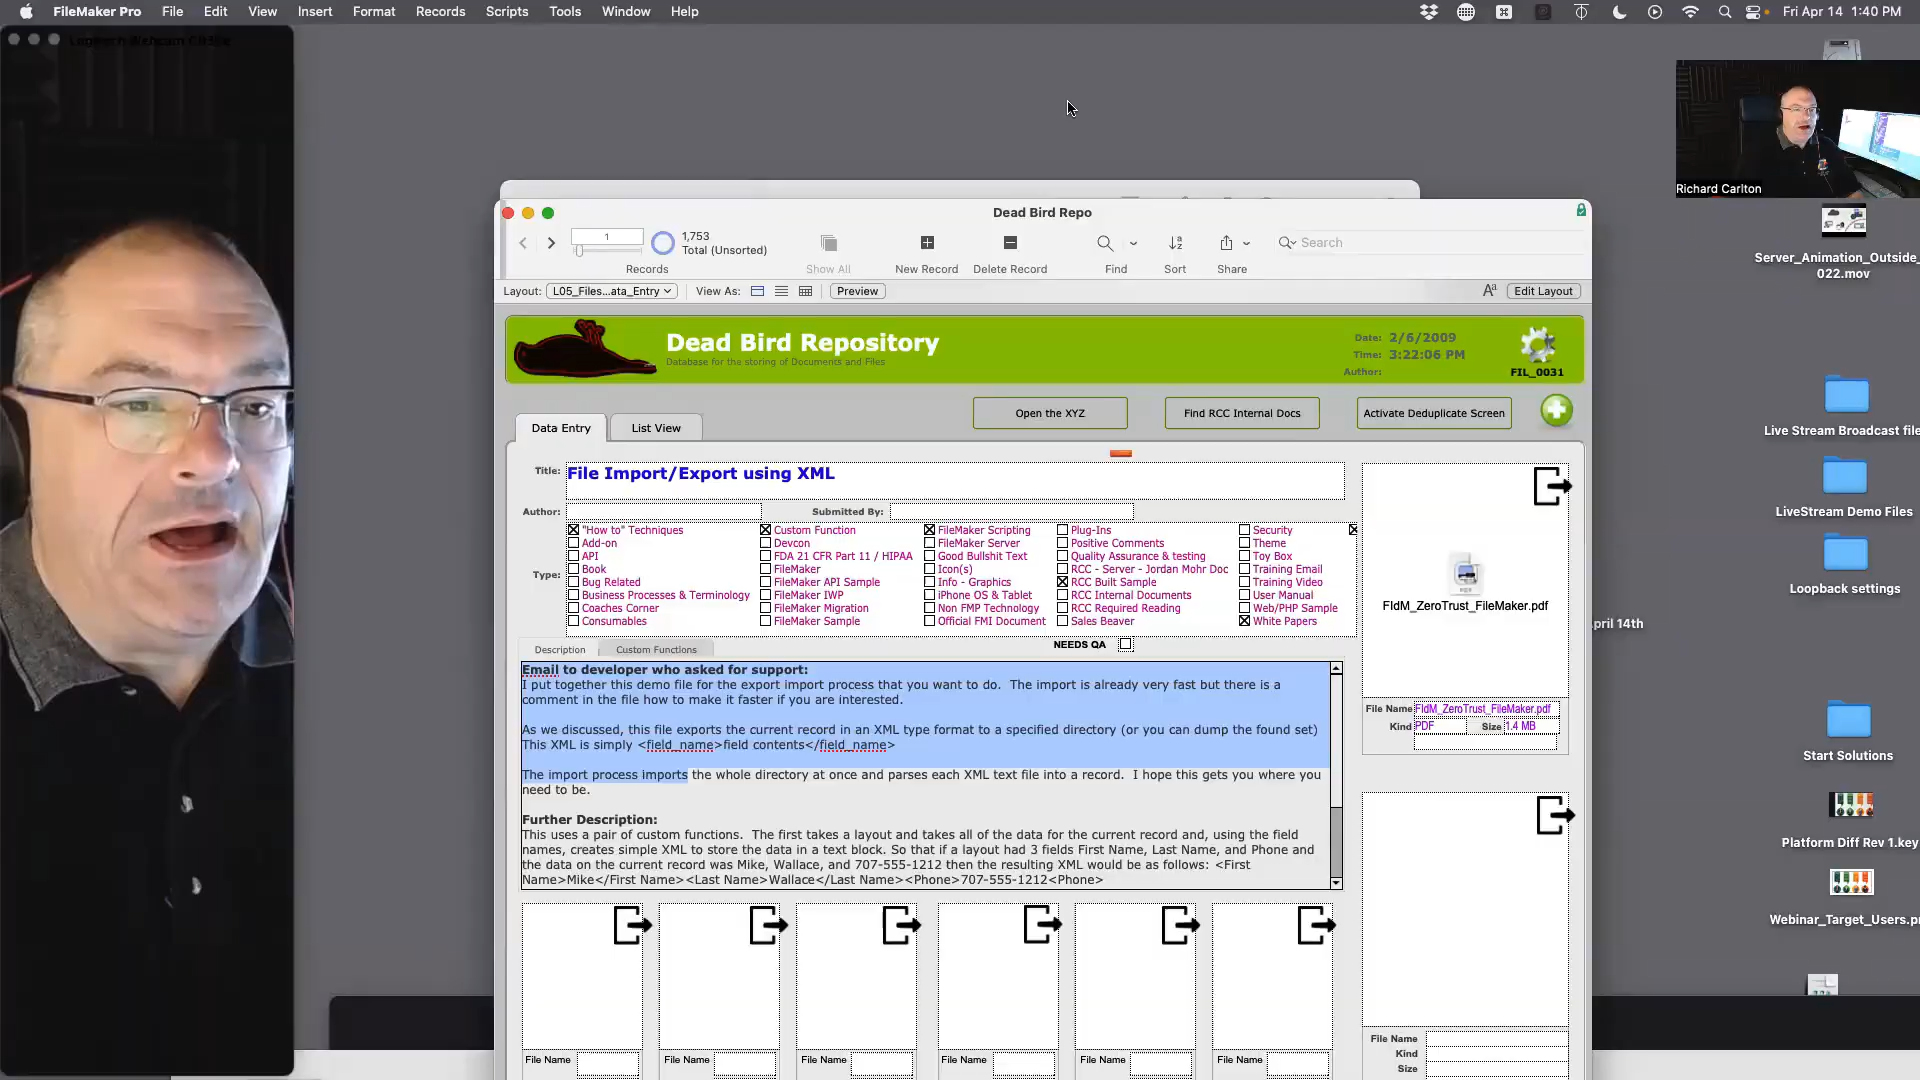 FileMaker Pro File Edit View Insert Format Records Scripts Tools Window Help
Fri Apr 14 1:40 PM
Richard Carlton
Server_Animation_Outside_
022.mov
Live Stream Broadcast file
LiveStream Demo Files
Loopback settings
pril 14th
Start Solutions
Platform Diff Rev 1.key
Webinar_Target_Users.pr
Dead Bird Repo
1
1,753
Total (Unsorted)
Records
Show All
New Record
Delete Record
Find
Sort
Share
Search
Layout: L05_Files...ata_Entry
View As:
Preview
Aa
Edit Layout
Dead Bird Repository
Database for the storing of Documents and Files
Date: 2/6/2009
Time: 3:22:06 PM
Author:
FIL_0031
Open the XYZ
Find RCC Internal Docs
Activate Deduplicate Screen
Data Entry
List View
Title: File Import/Export using XML
Author:
Submitted By:
Type:
"How to" Techniques
Add-on
API
Book
Bug Related
Business Processes & Terminology
Coaches Corner
Consumables
Custom Function
Devcon
FDA 21 CFR Part 11 / HIPAA
FileMaker
FileMaker API Sample
FileMaker IWP
FileMaker Migration
FileMaker Sample
FileMaker Scripting
FileMaker Server
Good Bullshit Text
Icon(s)
Info - Graphics
iPhone OS & Tablet
Non FMP Technology
Official FMI Document
Plug-Ins
Positive Comments
Quality Assurance & testing
RCC - Server - Jordan Mohr Doc
RCC Built Sample
RCC Internal Documents
RCC Required Reading
Sales Beaver
Security
Theme
Toy Box
Training Email
Training Video
User Manual
Web/PHP Sample
White Papers
Description
Custom Functions
NEEDS QA
Email to developer who asked for support:
I put together this demo file for the export import process that you want to do. The import is already very fast but there is a
comment in the file how to make it faster if you are interested.
As we discussed, this file exports the current record in an XML type format to a specified directory (or you can dump the found set)
This XML is simply <field_name>field contents</field_name>
The import process imports the whole directory at once and parses each XML text file into a record. I hope this gets you where you
need to be.
Further Description:
This uses a pair of custom functions. The first takes a layout and takes all of the data for the current record and, using the field
names, creates simple XML to store the data in a text block. So that if a layout had 3 fields First Name, Last Name, and Phone and
the data on the current record was Mike, Wallace, and 707-555-1212 then the resulting XML would be as follows: <First
Name>Mike</First Name><Last Name>Wallace</Last Name><Phone>707-555-1212<Phone>
FIdM_ZeroTrust_FileMaker.pdf
File Name FIdM_ZeroTrust_FileMaker.pdf
Kind PDF
Size 1.4 MB
File Name
File Name
File Name
File Name
File Name
File Name
File Name
Kind
Size